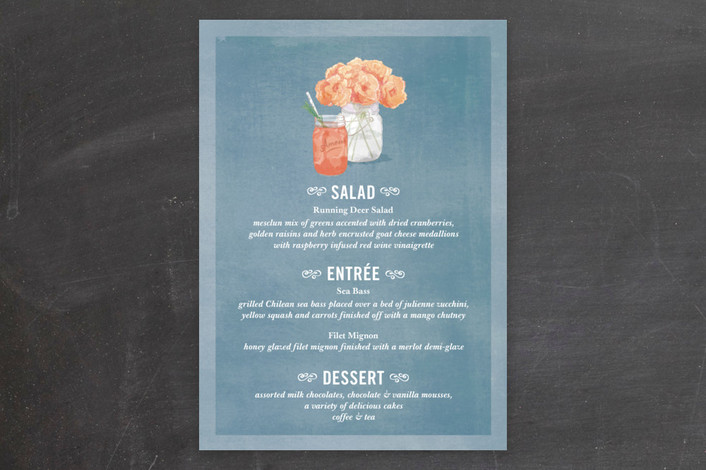 SALAD
Running Deer Salad
mesclun mix of greens accented with dried cranberries,
golden raisins and herb encrusted goat cheese medallions
with raspberry infused red wine vinaigrette
ENTRÉE
Sea Bass
grilled Chilean sea bass placed over a bed of julienne zucchini,
yellow squash and carrots finished off with a mango chutney
Filet Mignon
honey glazed filet mignon finished with a merlot demi-glaze
DESSERT
assorted milk chocolates, chocolate & vanilla mousses,
a variety of delicious cakes
coffee & tea